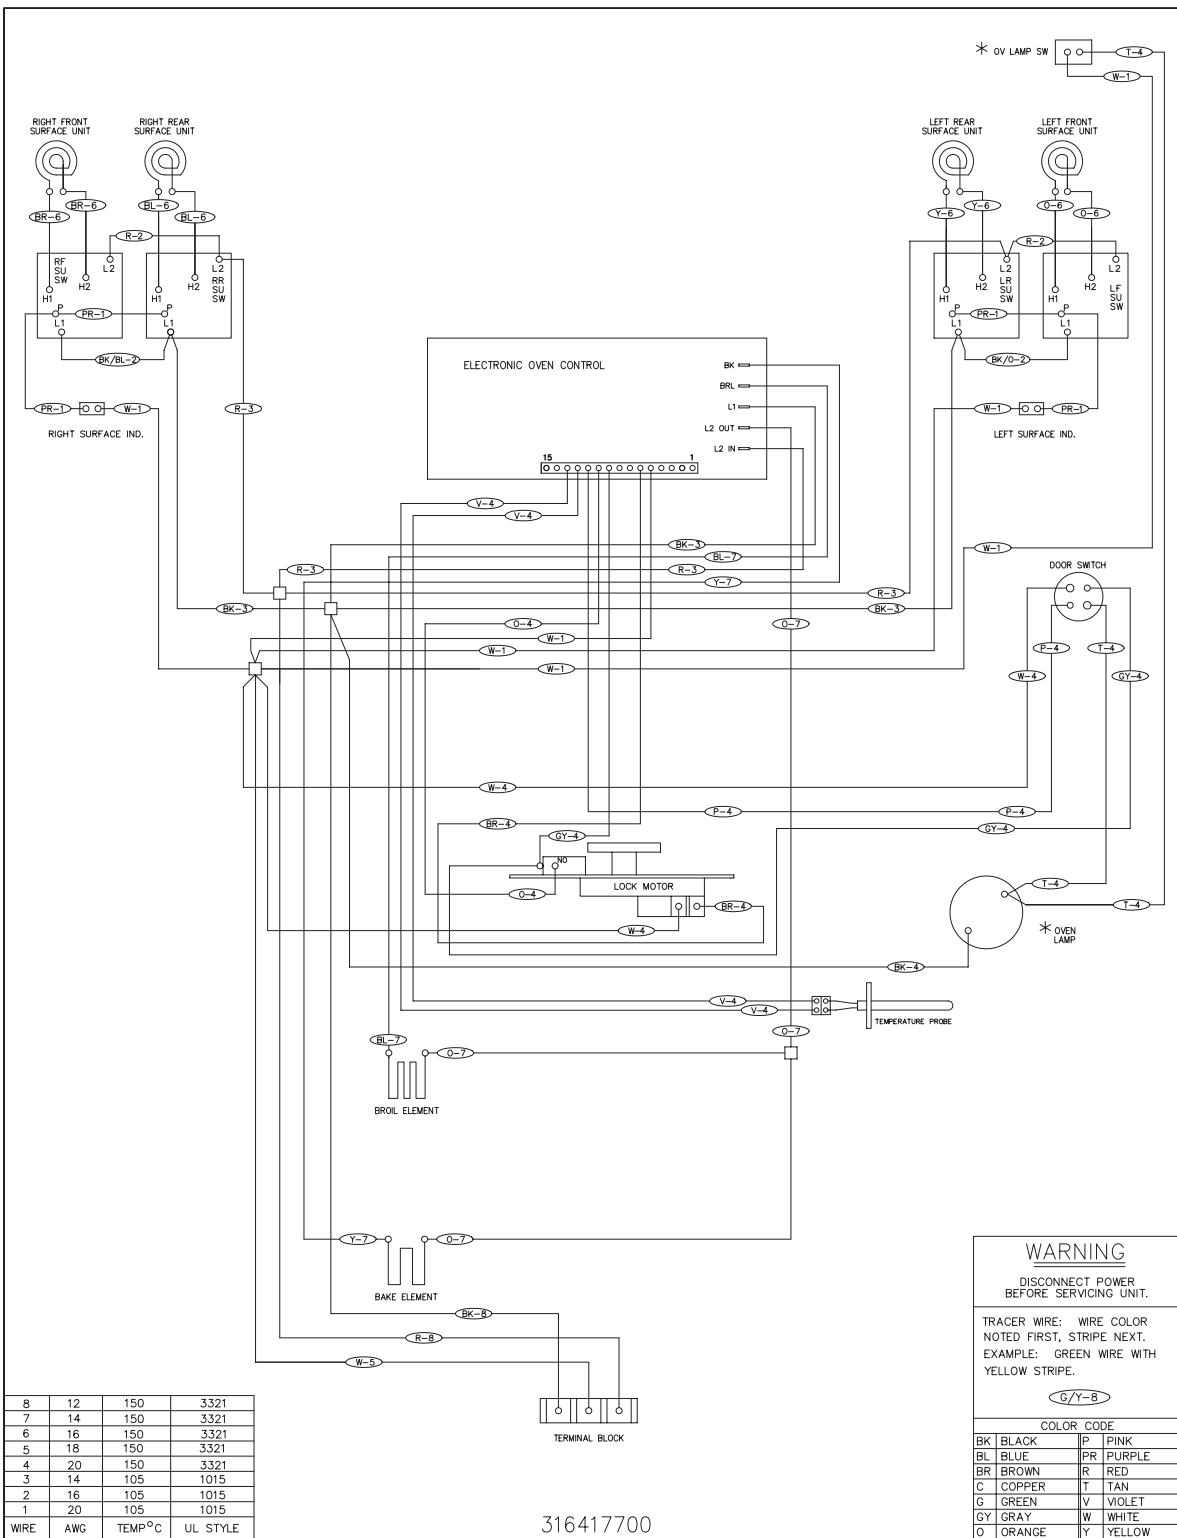 * OV LAMP SW
T-4
W-1
RIGHT FRONT
SURFACE UNIT
RIGHT REAR
SURFACE UNIT
LEFT REAR
SURFACE UNIT
LEFT FRONT
SURFACE UNIT
BR-6
BR-6
BL-6
BL-6
Y-6
Y-6
O-6
O-6
R-2
R-2
RF
SU
SW
L2
H1
H2
P
L1
PR-1
L2
RR
SU
SW
H1
H2
P
L1
BK/BL-2
L2
LR
SU
SW
H1
H2
P
L1
PR-1
L2
LF
SU
SW
H1
H2
P
L1
BK/O-2
PR-1
W-1
R-3
RIGHT SURFACE IND.
W-1
PR-1
LEFT SURFACE IND.
ELECTRONIC OVEN CONTROL
BK
BRL
L1
L2 OUT
L2 IN
15
1
V-4
V-4
BK-3
BL-7
R-3
R-3
Y-7
W-1
DOOR SWITCH
R-3
BK-3
BK-3
O-4
O-7
W-1
W-1
W-1
P-4
T-4
W-4
GY-4
W-4
P-4
P-4
BR-4
GY-4
GY-4
NO
LOCK MOTOR
O-4
BR-4
W-4
T-4
T-4
* OVEN
LAMP
BK-4
V-4
V-4
TEMPERATURE PROBE
O-7
BL-7
O-7
BROIL ELEMENT
Y-7
O-7
BAKE ELEMENT
BK-8
R-8
W-5
TERMINAL BLOCK
WARNING
DISCONNECT POWER
BEFORE SERVICING UNIT.
TRACER WIRE: WIRE COLOR
NOTED FIRST, STRIPE NEXT.
EXAMPLE: GREEN WIRE WITH
YELLOW STRIPE.
G/Y-8
COLOR CODE
BK BLACK P PINK
BL BLUE PR PURPLE
BR BROWN R RED
C COPPER T TAN
G GREEN V VIOLET
GY GRAY W WHITE
O ORANGE Y YELLOW
8 12 150 3321
7 14 150 3321
6 16 150 3321
5 18 150 3321
4 20 150 3321
3 14 105 1015
2 16 105 1015
1 20 105 1015
WIRE AWG TEMP°C UL STYLE
316417700